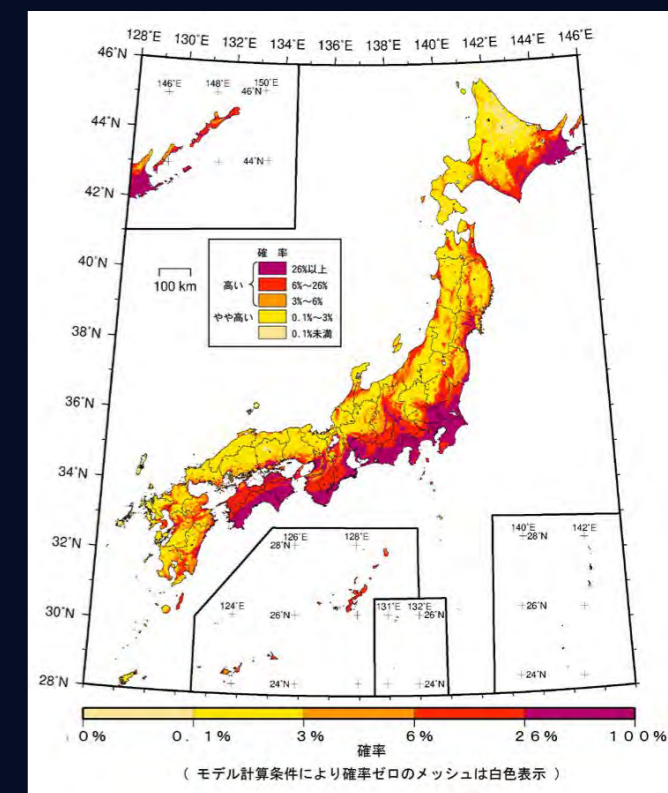 128°E 130°E 132°E 134°E 136°E 138°E 140°E 142°E 144°E 146°E
46°N
146°E 148°E 150°E
46°N
44°N
44°N
42°N
40°N
38°N
36°N
34°N
32°N
30°N
28°N
100 km
確 率
高い
26%以上
6%~26%
3%~6%
やや高い 0.1%~3%
0.1%未満
126°E 128°E
28°N
124°E 131°E 132°E
26°N 26°N
24°N 24°N
140°E 142°E
28°N
26°N
24°N
0% 0.1% 3% 6% 26% 100%
確率
( モデル計算条件により確率ゼロのメッシュは白色表示 )